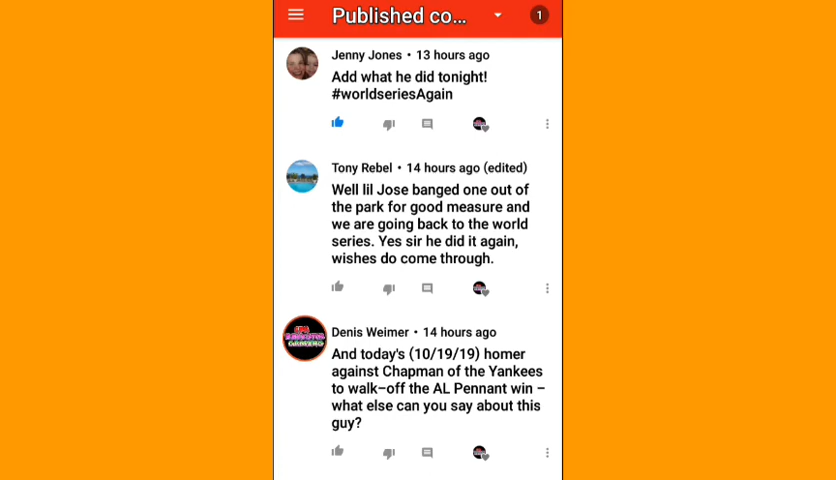 Published co...
1
Jenny Jones • 13 hours ago
Add what he did tonight!
#worldseriesAgain
Tony Rebel • 14 hours ago (edited)
Well lil Jose banged one out of
the park for good measure and
we are going back to the world
series. Yes sir he did it again,
wishes do come through.
Denis Weimer • 14 hours ago
And today's (10/19/19) homer
against Chapman of the Yankees
to walk-off the AL Pennant win -
what else can you say about this
guy?